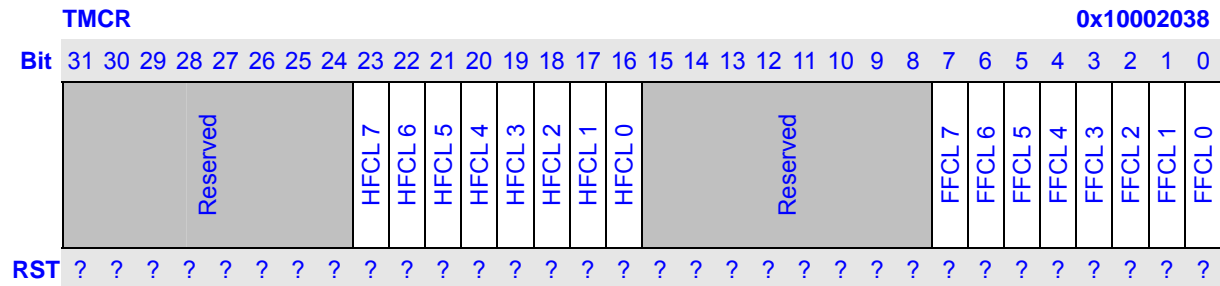 TMCR 0x10002038
Bit 31 30 29 28 27 26 25 24 23 22 21 20 19 18 17 16 15 14 13 12 11 10 9 8 7 6 5 4 3 2 1 0
Reserved HFCL 7 HFCL 6 HFCL 5 HFCL 4 HFCL 3 HFCL 2 HFCL 1 HFCL 0 Reserved FFCL 7 FFCL 6 FFCL 5 FFCL 4 FFCL 3 FFCL 2 FFCL 1 FFCL 0
RST ? ? ? ? ? ? ? ? ? ? ? ? ? ? ? ? ? ? ? ? ? ? ? ? ? ? ? ? ? ? ? ?